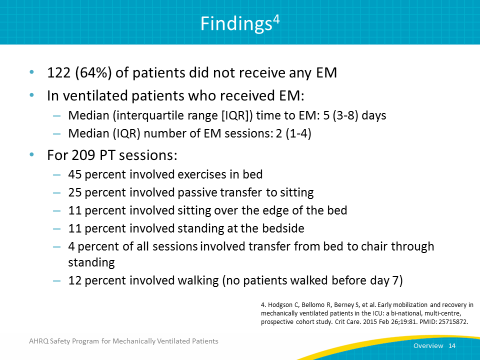 Findings⁴
• 122 (64%) of patients did not receive any EM
• In ventilated patients who received EM:
– Median (interquartile range [IQR]) time to EM: 5 (3-8) days
– Median (IQR) number of EM sessions: 2 (1-4)
• For 209 PT sessions:
– 45 percent involved exercises in bed
– 25 percent involved passive transfer to sitting
– 11 percent involved sitting over the edge of the bed
– 11 percent involved standing at the bedside
– 4 percent of all sessions involved transfer from bed to chair through
standing
– 12 percent involved walking (no patients walked before day 7)
4. Hodgson C, Bellomo R, Berney S, et al. Early mobilization and recovery in
mechanically ventilated patients in the ICU: a bi-national, multi-centre,
prospective cohort study. Crit Care. 2015 Feb 26;19:81. PMID: 25715872.
AHRQ Safety Program for Mechanically Ventilated Patients
Overview 14